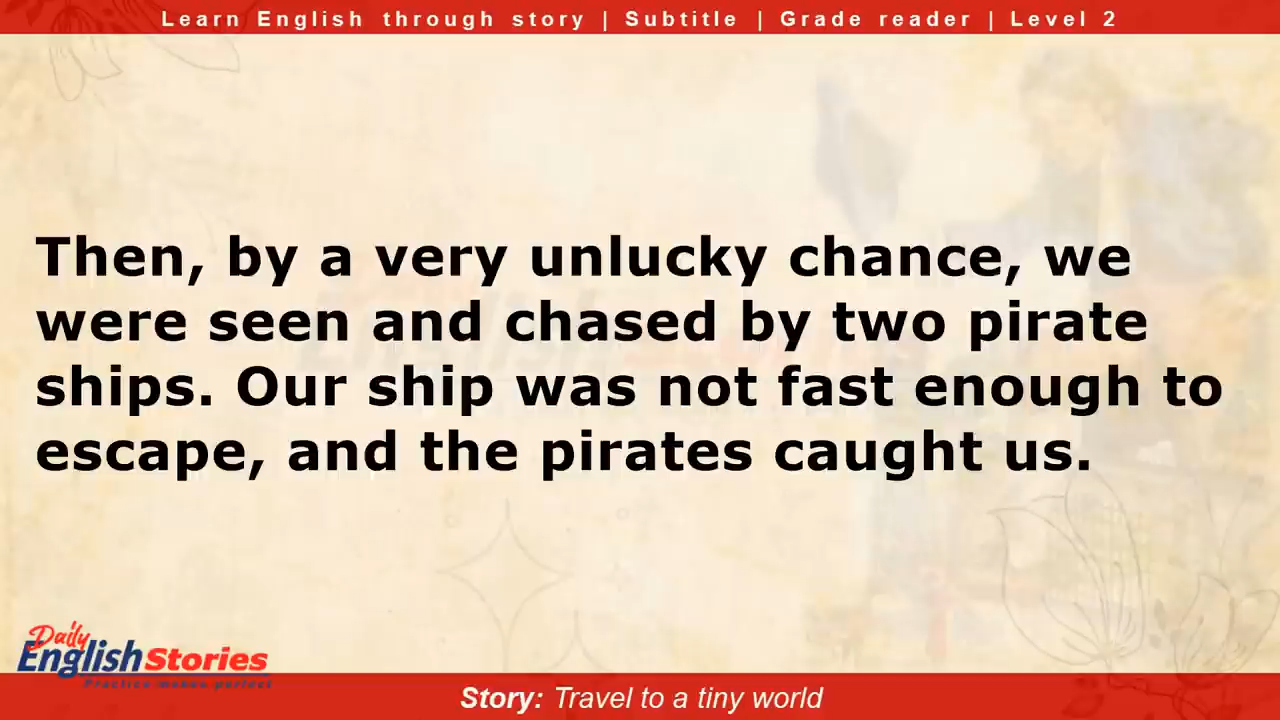 Learn English through story | Subtitle | Grade reader | Level 2
Then, by a very unlucky chance, we
were seen and chased by two pirate
ships. Our ship was not fast enough to
escape, and the pirates caught us.
Daily
English Stories
Practice makes perfect
Story: Travel to a tiny world